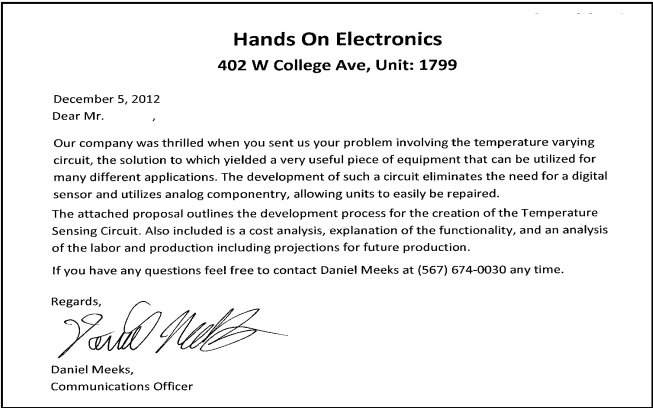 Hands On Electronics
402 W College Ave, Unit: 1799
December 5, 2012
Dear Mr. ,
Our company was thrilled when you sent us your problem involving the temperature varying
circuit, the solution to which yielded a very useful piece of equipment that can be utilized for
many different applications. The development of such a circuit eliminates the need for a digital
sensor and utilizes analog componentry, allowing units to easily be repaired.
The attached proposal outlines the development process for the creation of the Temperature
Sensing Circuit. Also included is a cost analysis, explanation of the functionality, and an analysis
of the labor and production including projections for future production.
If you have any questions feel free to contact Daniel Meeks at (567) 674-0030 any time.
Regards,
Daniel Meeks
Daniel Meeks,
Communications Officer